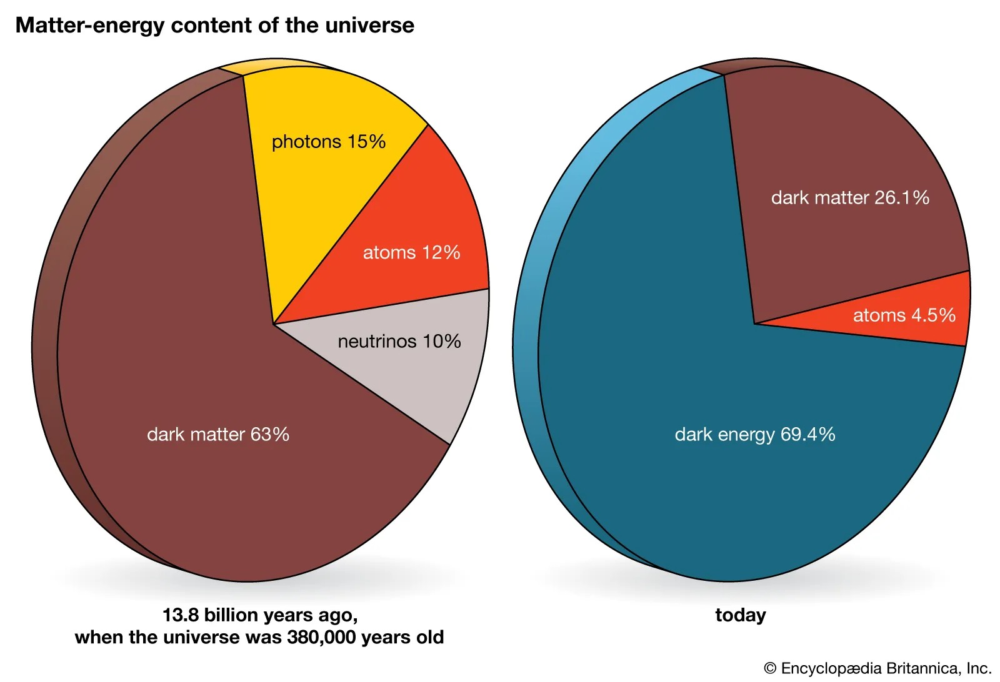 Matter-energy content of the universe
photons 15%
atoms 12%
neutrinos 10%
dark matter 63%
13.8 billion years ago,
when the universe was 380,000 years old
dark matter 26.1%
atoms 4.5%
dark energy 69.4%
today
© Encyclopædia Britannica, Inc.